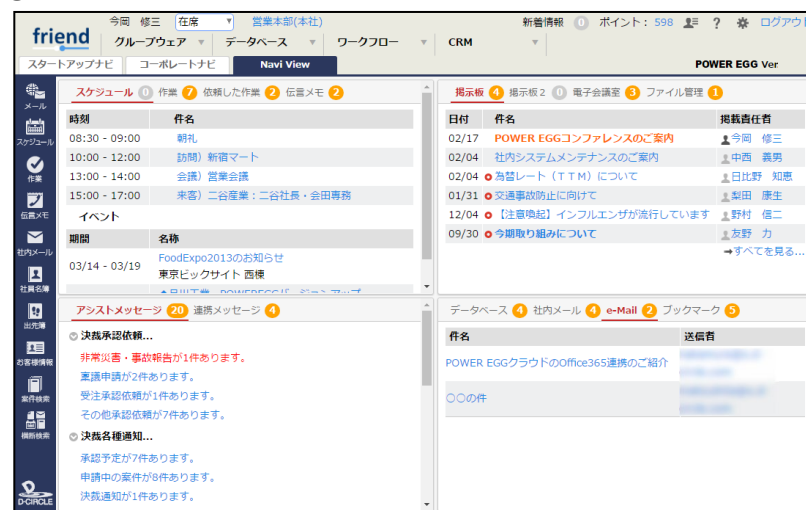 friend
今岡 修三 在席 営業本部(本社) 新着情報 0 ポイント: 598 ? ログアウト
グループウェア データベース ワークフロー CRM
スタートアップナビ コーポレートナビ Navi View POWER EGG Ver
メール
スケジュール
作業
伝言メモ
社内メール
社員名簿
出先簿
お客様情報
案件検索
横断検索
D-CIRCLE
スケジュール 0 作業 7 依頼した作業 2 伝言メモ 2
時刻 件名
08:30 - 09:00 朝礼
10:00 - 12:00 訪問）新宿マート
13:00 - 14:00 会議）営業会議
15:00 - 17:00 来客）二谷産業：二谷社長・会田専務
イベント
期間 名称
03/14 - 03/19 FoodExpo2013のお知らせ
東京ビックサイト 西棟
掲示板 4 掲示板２ 0 電子会議室 3 ファイル管理 1
日付 件名 掲載責任者
02/17 POWER EGGコンファレンスのご案内 今岡 修三
02/04 社内システムメンテナンスのご案内 中西 義男
02/04 為替レート（ＴＴＭ）について 日比野 知恵
01/31 交通事故防止に向けて 梨田 康生
12/04 【注意喚起】インフルエンザが流行しています 野村 信二
09/30 今期取り組みについて 友野 力
➞すべてを見る...
アシストメッセージ 20 連携メッセージ 4
決裁承認依頼...
非常災害・事故報告が1件あります。
稟議申請が2件あります。
受注承認依頼が1件あります。
その他承認依頼が7件あります。
決裁各種通知...
承認予定が7件あります。
申請中の案件が8件あります。
決裁通知が1件あります。
データベース 4 社内メール 4 e-Mail 2 ブックマーク 5
件名 送信者
POWER EGGクラウドのOffice365連携のご紹介
○○の件